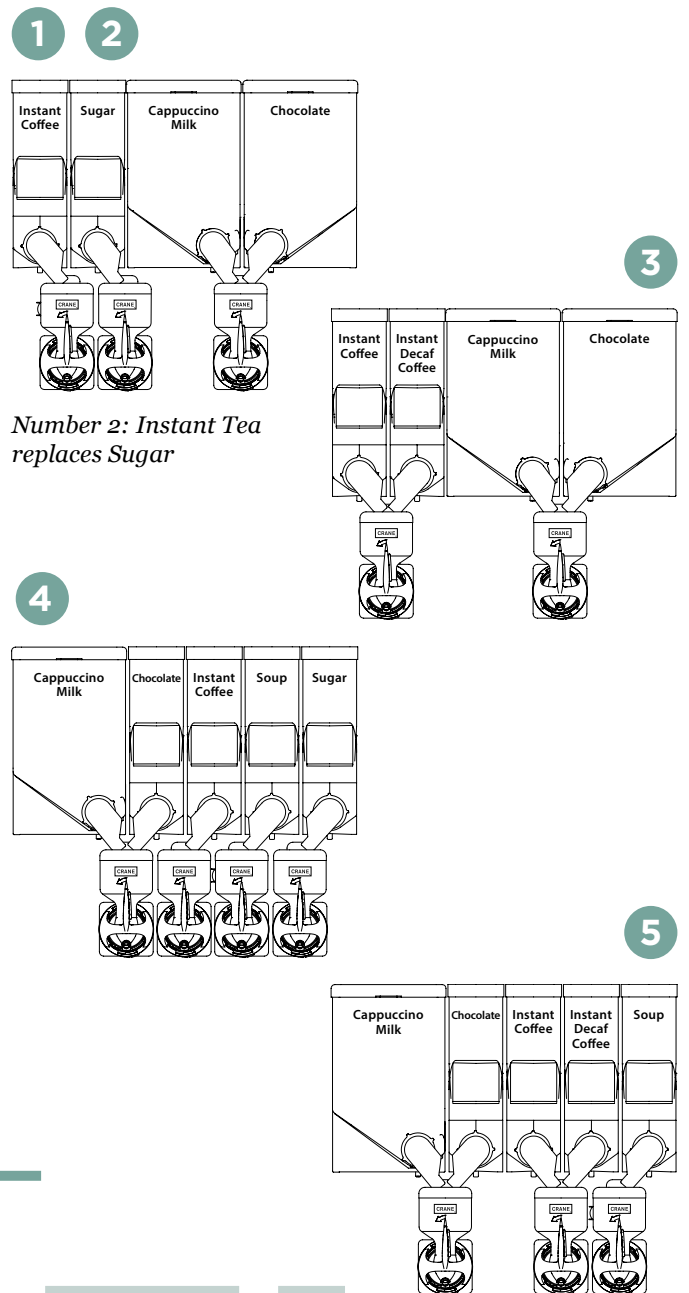 1 2
Instant
Coffee
Sugar
Cappuccino
Milk
Chocolate
CRANE CRANE CRANE
Number 2: Instant Tea
replaces Sugar
3
Instant
Coffee
Instant
Decaf
Coffee
Cappuccino
Milk
Chocolate
CRANE CRANE
4
Cappuccino
Milk
Chocolate
Instant
Coffee
Soup
Sugar
CRANE CRANE CRANE CRANE
5
Cappuccino
Milk
Chocolate
Instant
Coffee
Instant
Decaf
Coffee
Soup
CRANE CRANE CRANE